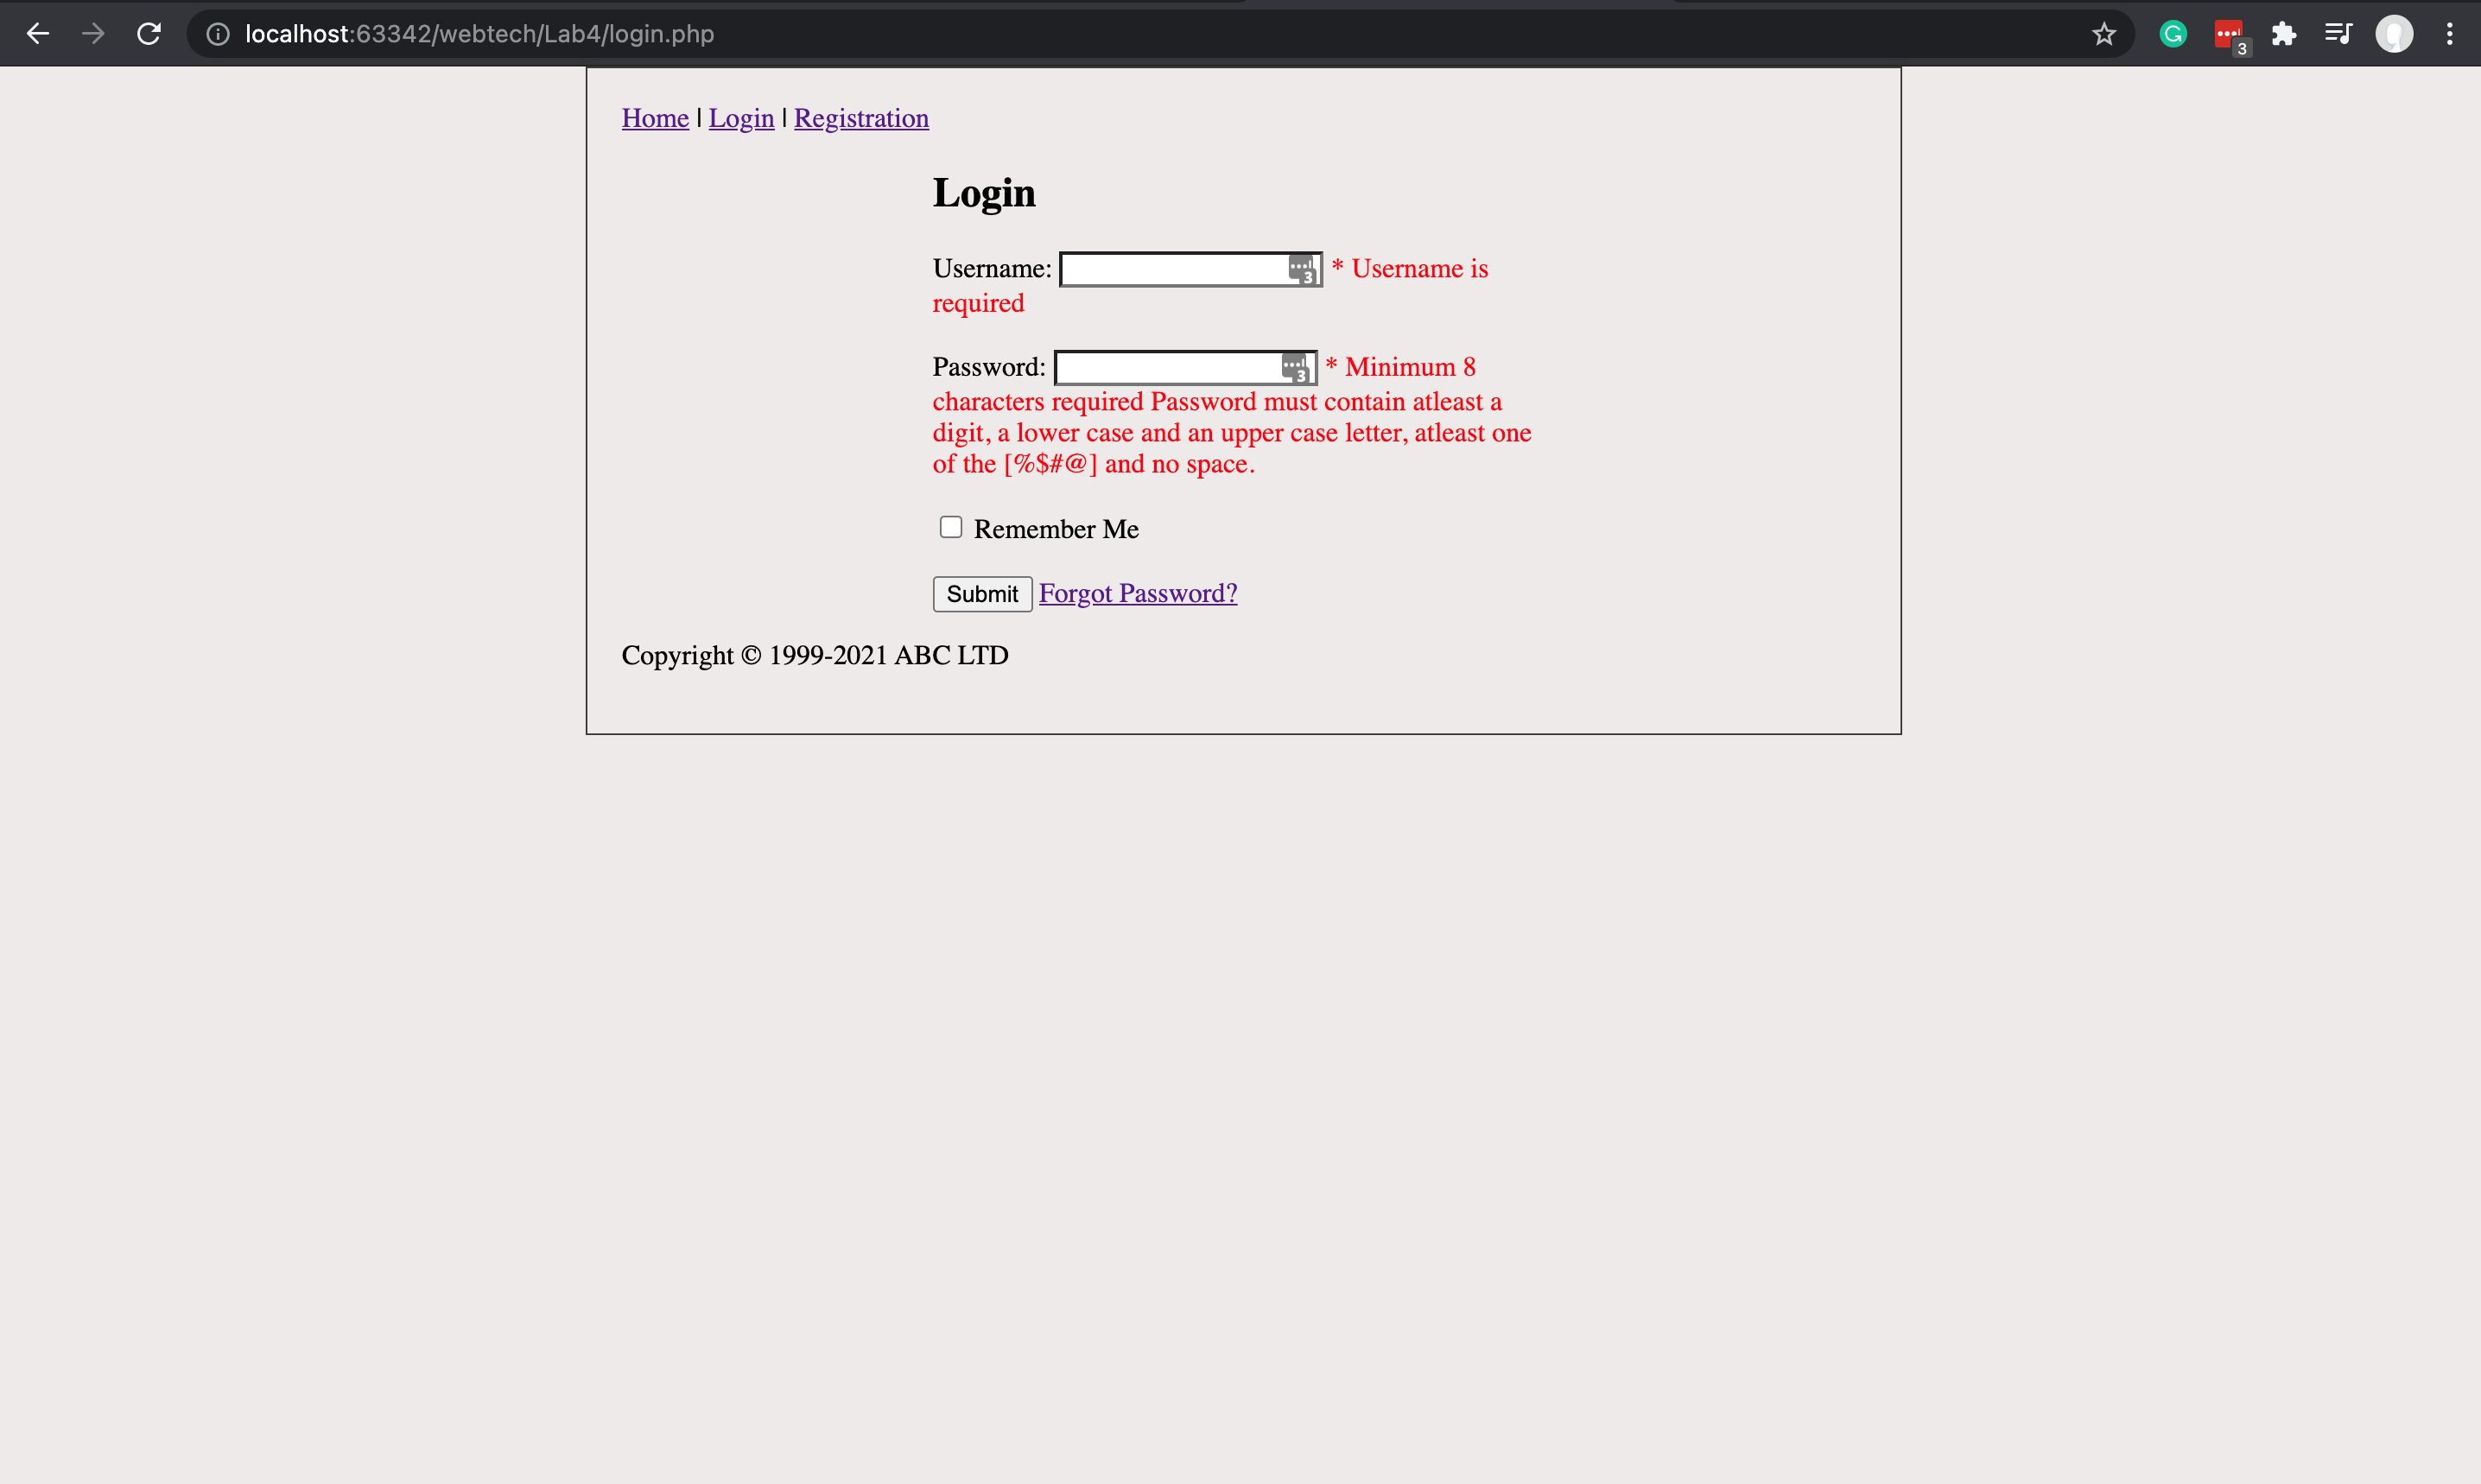 localhost:63342/webtech/Lab4/login.php
3
Home | Login | Registration
Login
Username: 3 * Username is
required
Password: 3 * Minimum 8
characters required Password must contain atleast a
digit, a lower case and an upper case letter, atleast one
of the [%$#@] and no space.
Remember Me
Submit Forgot Password?
Copyright © 1999-2021 ABC LTD